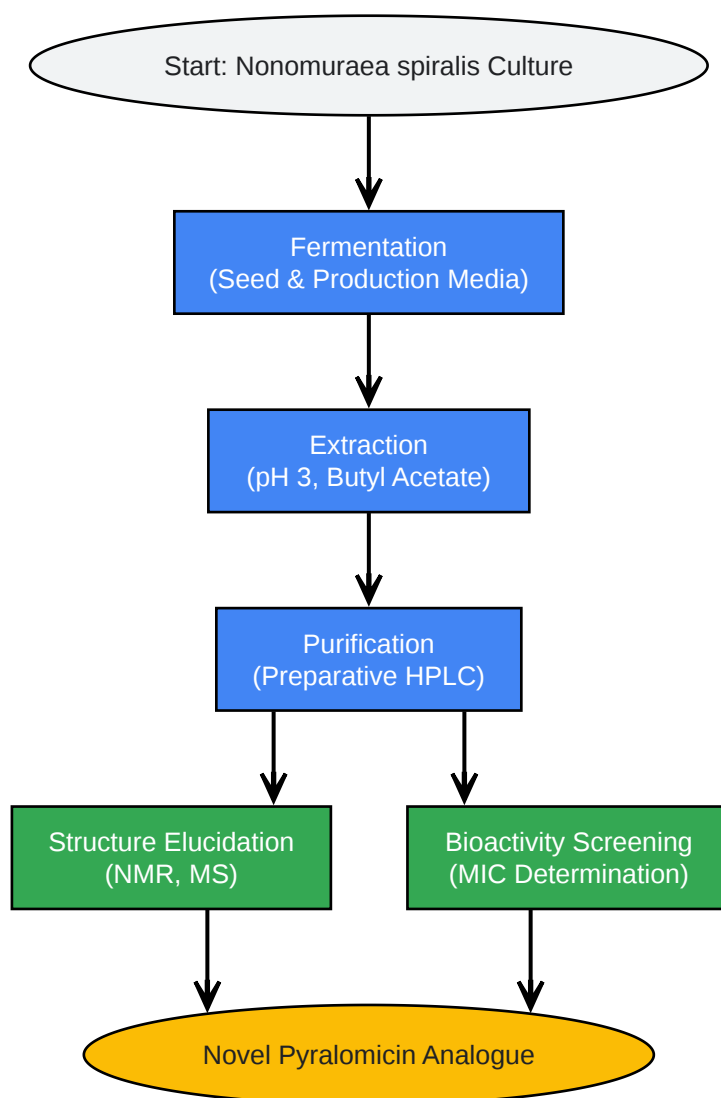 Start: Nonomuraea spiralis Culture
Fermentation
(Seed & Production Media)
Extraction
(pH 3, Butyl Acetate)
Purification
(Preparative HPLC)
Structure Elucidation
(NMR, MS)
Bioactivity Screening
(MIC Determination)
Novel Pyralomicin Analogue